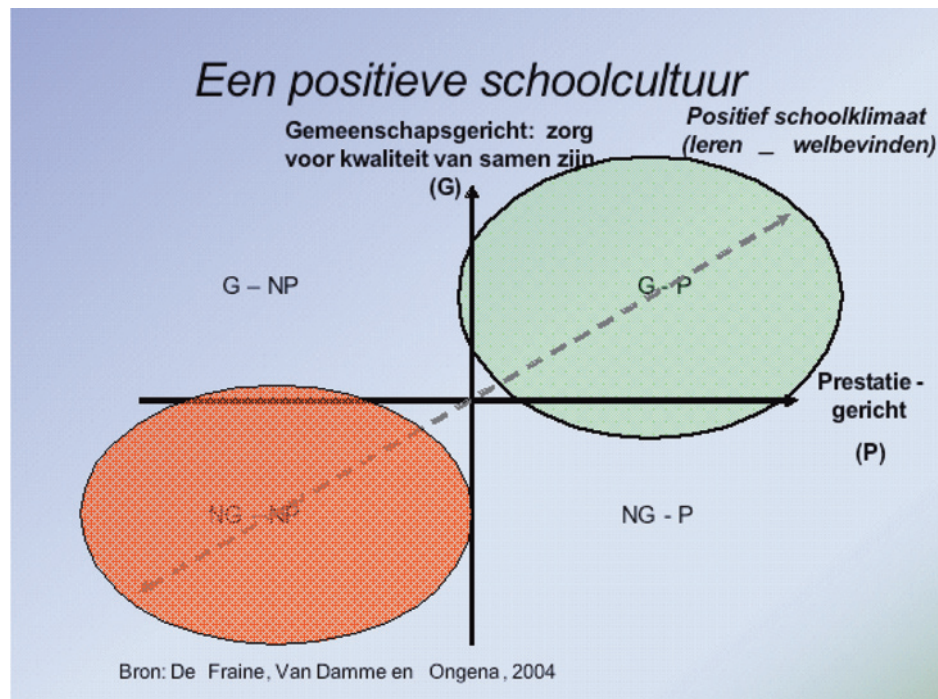 Een positieve schoolcultuur
Positief schoolklimaat
(leren _ welbevinden)
Gemeenschapsgericht: zorg
voor kwaliteit van samen zijn
(G)
G – NP
G - P
Prestatie -
gericht
(P)
NG – NP
NG - P
Bron: De Fraine, Van Damme en Ongena, 2004